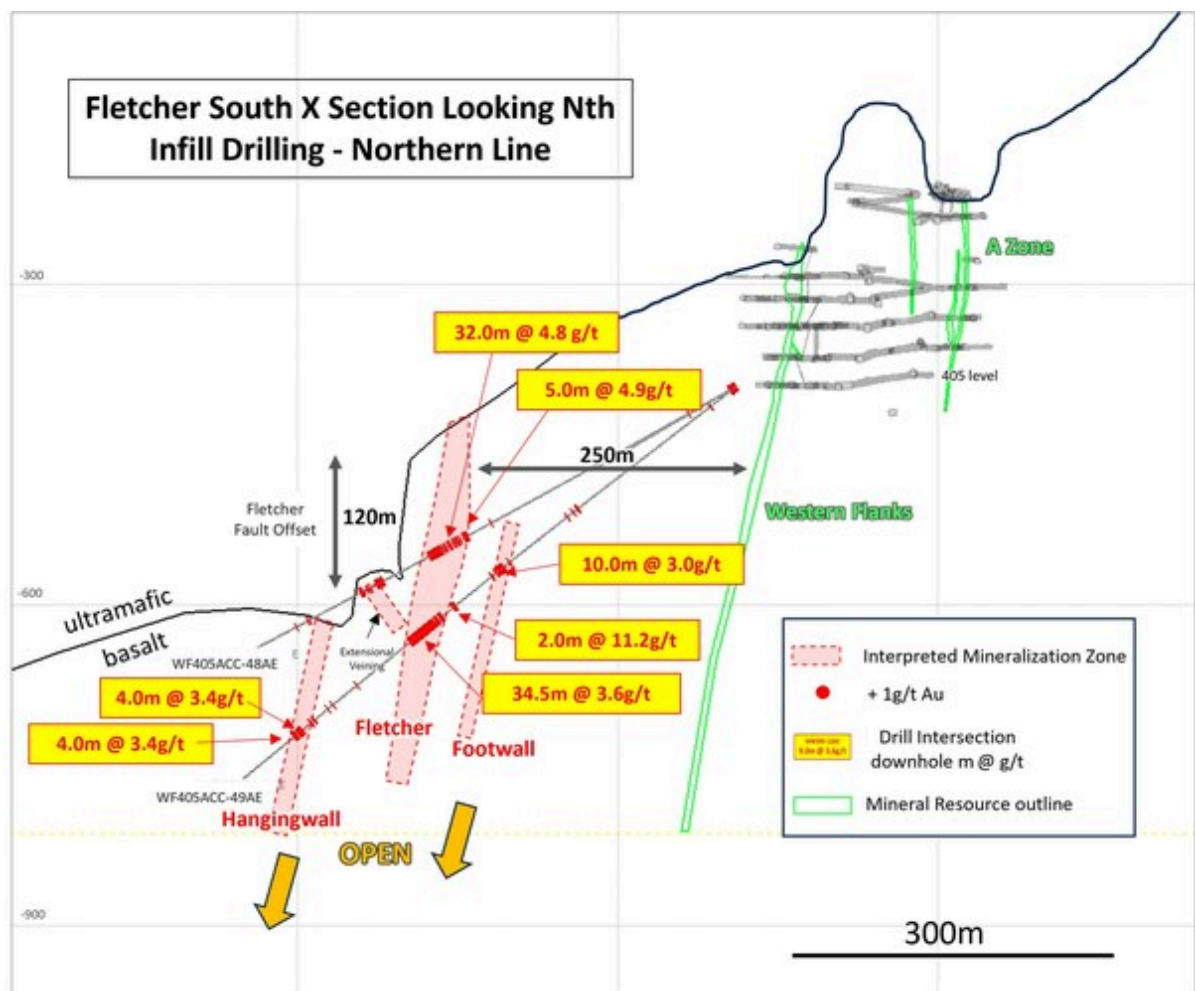 Fletcher South X Section Looking Nth
Infill Drilling - Northern Line
A Zone
-300
32.0m @ 4.8 g/t
405 level
5.0m @ 4.9g/t
250m
Fletcher
Fault Offset
120m
Western Flanks
10.0m @ 3.0g/t
-600
ultramafic
basalt
2.0m @ 11.2g/t
Extensional
Veining
WF405ACC-48AE
34.5m @ 3.6g/t
4.0m @ 3.4g/t
4.0m @ 3.4g/t
Fletcher
Footwall
WF405ACC-49AE
Hangingwall
OPEN
Interpreted Mineralization Zone
+ 1g/t Au
Drill Intersection
downhole m @ g/t
Mineral Resource outline
-900
300m